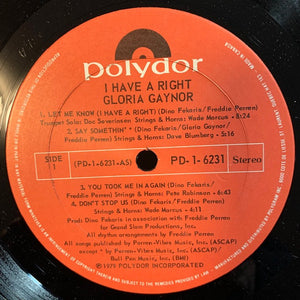 polydor
I HAVE A RIGHT
GLORIA GAYNOR
1. LET ME KNOW (I HAVE A RIGHT) (Dino Fekaris/Freddie Perren)
Trumpet Solo: Doc Severinsen Strings & Horns: Wade Marcus - 8:24
2. SAY SOMETHIN' * (Dino Fekaris/Gloria Gaynor/
Freddie Perren) Strings & Horns: Dave Blumberg - 5:16
SIDE
1
(PD-1-6231-AS)
PD-1-6231
Stereo
3. YOU TOOK ME IN AGAIN (Dino Fekaris/
Freddie Perren) Strings & Horns: Pete Robinson - 6:43
4. DON'T STOP US (Dino Fekaris/Freddie Perren)
Strings & Horns: Wade Marcus - 4:11
Produced by Dino Fekaris in association with Freddie Perren
for Grand Slam Productions, Inc.
All rhythm arrangements by Freddie Perren
All songs published by Perren-Vibes Music, Inc. (ASCAP)
except * by Perren-Vibes Music, Inc. (ASCAP)/
Bull Pen Music, Inc. (BMI)
℗ 1979 POLYDOR INCORPORATED